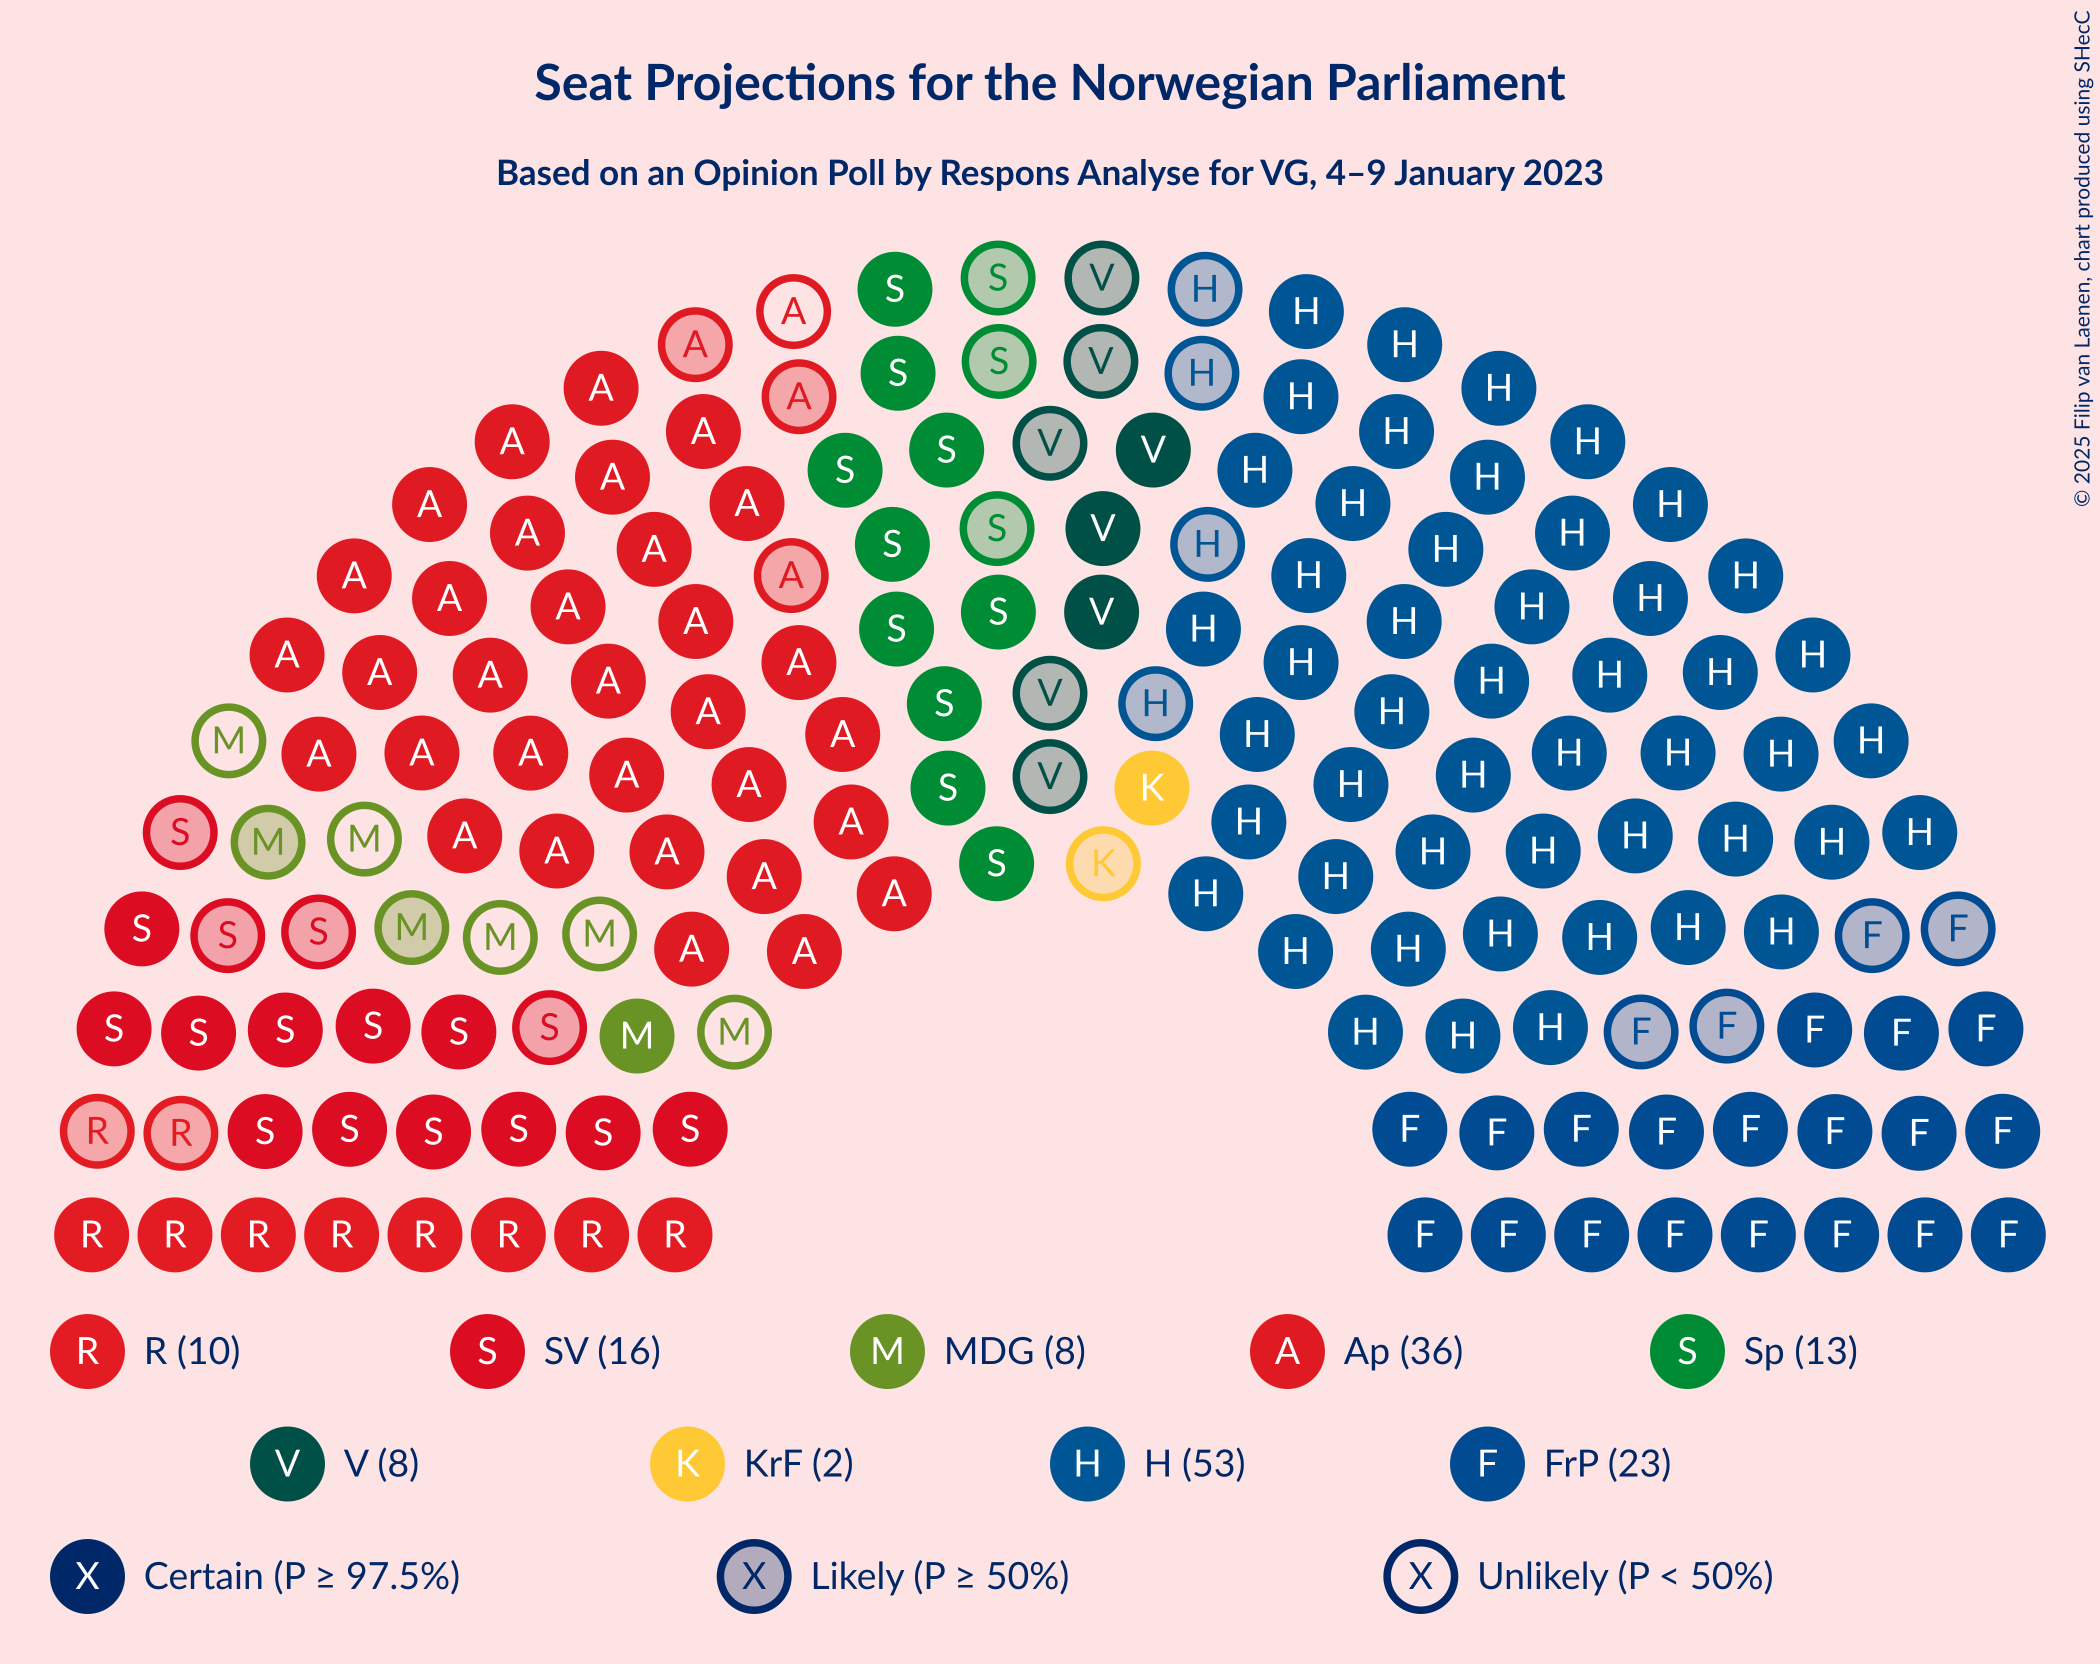 © 2025 Filip van Laenen, chart produced using SHecC
Seat Projections for the Norwegian Parliament
Based on an Opinion Poll by Respons Analyse for VG, 4–9 January 2023
S S V H
A H
A H
S S V H
A A H H
A A H H
S S V V H
A A A H H H
A A S S V H H H
A A H H
A A A S S V H H H H
A A A A A H H H H H
A S V H H
M A A A A H H H H H
A A S V K H H
S M M A A A A H H H H H H H
A A S K H H
S S S M M M A A H H H H H H F F
S S S S S S M M H H H F F F F F
R R S S S S S S F F F F F F F F
R R R R R R R R F F F F F F F F
R R (10) S SV (16) M MDG (8) A Ap (36) S Sp (13)
V V (8) K KrF (2) H H (53) F FrP (23)
X Certain (P ≥ 97.5%) X Likely (P ≥ 50%) X Unlikely (P < 50%)